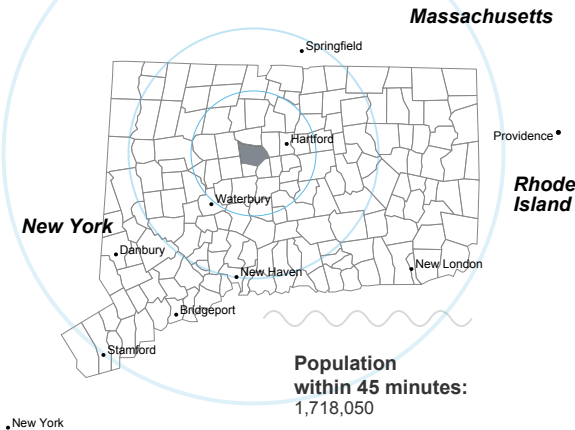 Massachusetts
Springfield
Hartford
Providence
Rhode
Island
Waterbury
New York
Danbury
New Haven
New London
Bridgeport
Stamford
Population
within 45 minutes:
1,718,050
New York